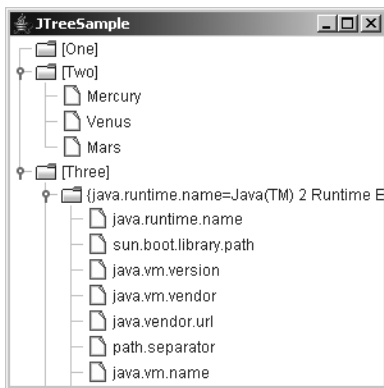 JTreeSample
[One]
[Two]
Mercury
Venus
Mars
[Three]
{java.runtime.name=Java(TM) 2 Runtime E
java.runtime.name
sun.boot.library.path
java.vm.version
java.vm.vendor
java.vendor.url
path.separator
java.vm.name